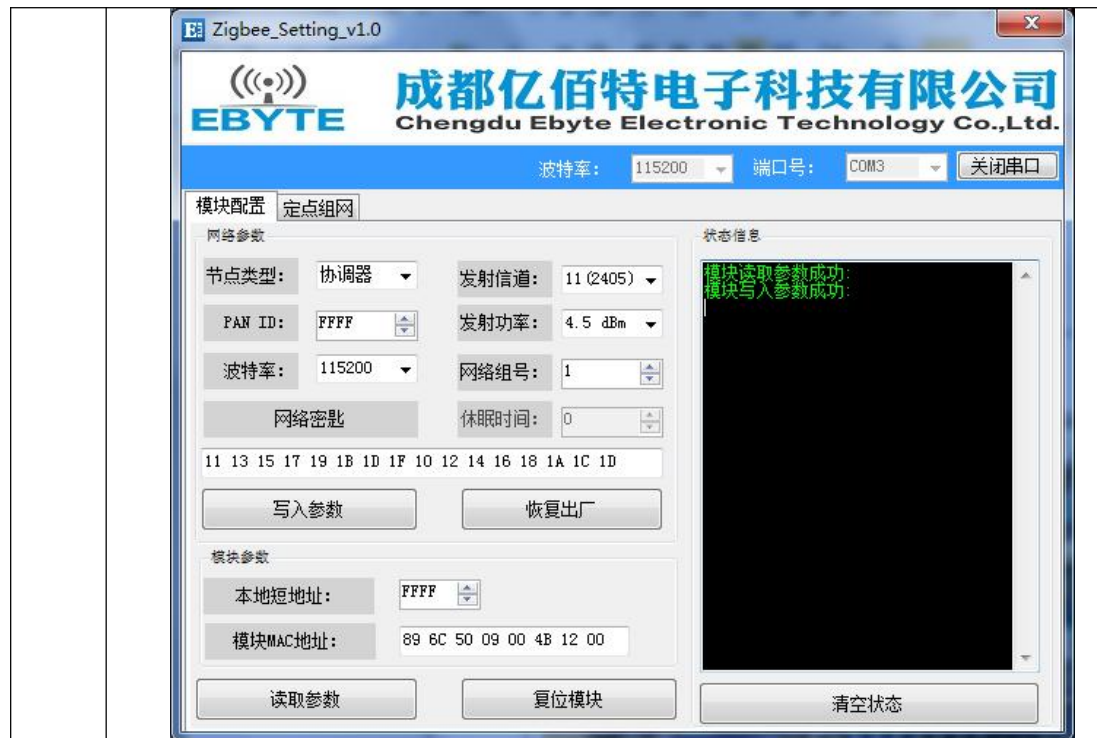 Zigbee_Setting_v1.0
EBYTE
成都亿佰特电子科技有限公司
Chengdu Ebyte Electronic Technology Co.,Ltd.
波特率: 115200 端口号: COM3 关闭串口
模块配置 定点组网
网络参数
节点类型: 协调器 发射信道: 11(2405)
PAN ID: FFFF 发射功率: 4.5 dBm
波特率: 115200 网络组号: 1
网络密匙 休眠时间: 0
11 13 15 17 19 1B 1D 1F 10 12 14 16 18 1A 1C 1D
写入参数 恢复出厂
模块参数
本地短地址: FFFF
模块MAC地址: 89 6C 50 09 00 4B 12 00
读取参数 复位模块
状态信息
模块读取参数成功:
模块写入参数成功:
清空状态